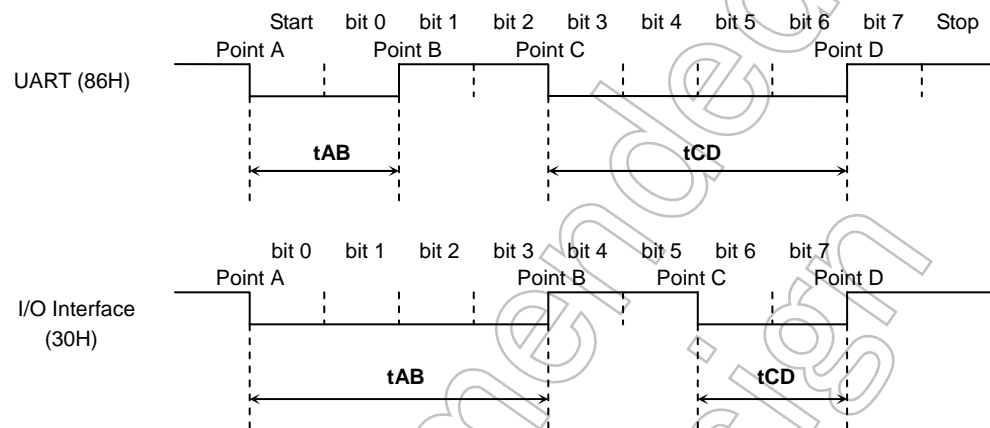 Start bit 0 bit 1 bit 2 bit 3 bit 4 bit 5 bit 6 bit 7 Stop
Point A Point B Point C Point D
UART (86H)
tAB tCD
bit 0 bit 1 bit 2 bit 3 bit 4 bit 5 bit 6 bit 7
Point A Point B Point C Point D
I/O Interface
(30H)
tAB tCD